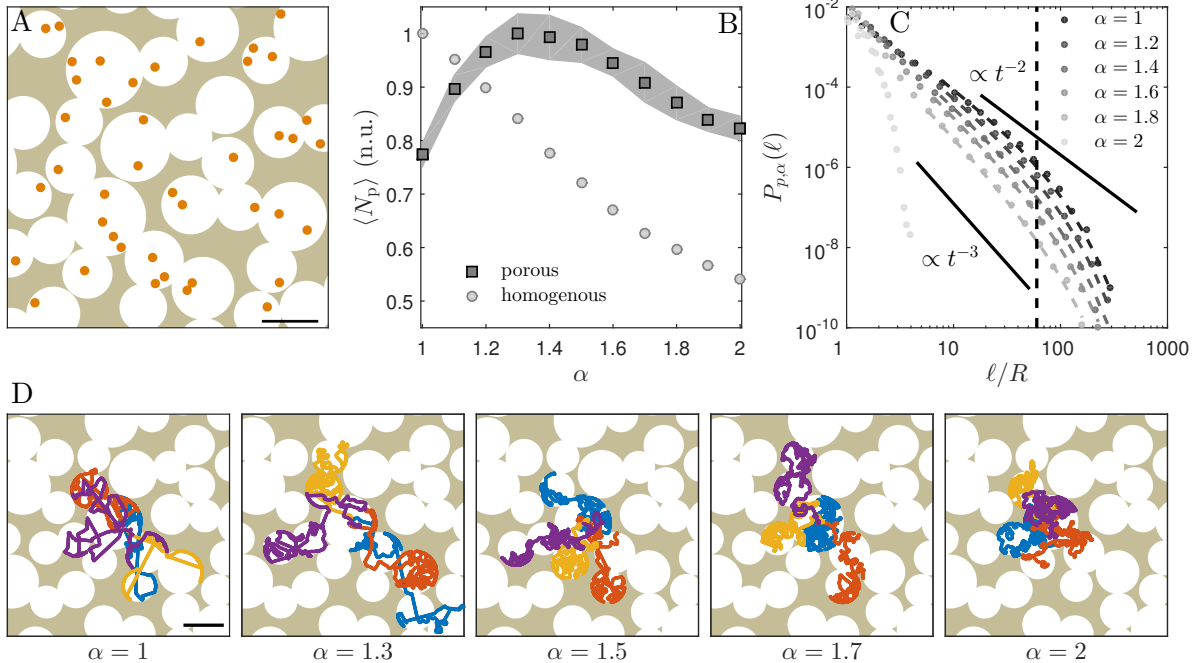 A
B
1
0.9
0.8
0.7
0.6
0.5
⟨N_p⟩ (n.u.)
porous
homogenous
1
1.2
1.4
1.6
1.8
2
α
C
10^-2
10^-4
10^-6
10^-8
10^-10
P_{p,α}(ℓ)
α = 1
α = 1.2
α = 1.4
α = 1.6
α = 1.8
α = 2
∝ t^-2
∝ t^-3
1
10
100
1000
ℓ/R
D
α = 1
α = 1.3
α = 1.5
α = 1.7
α = 2